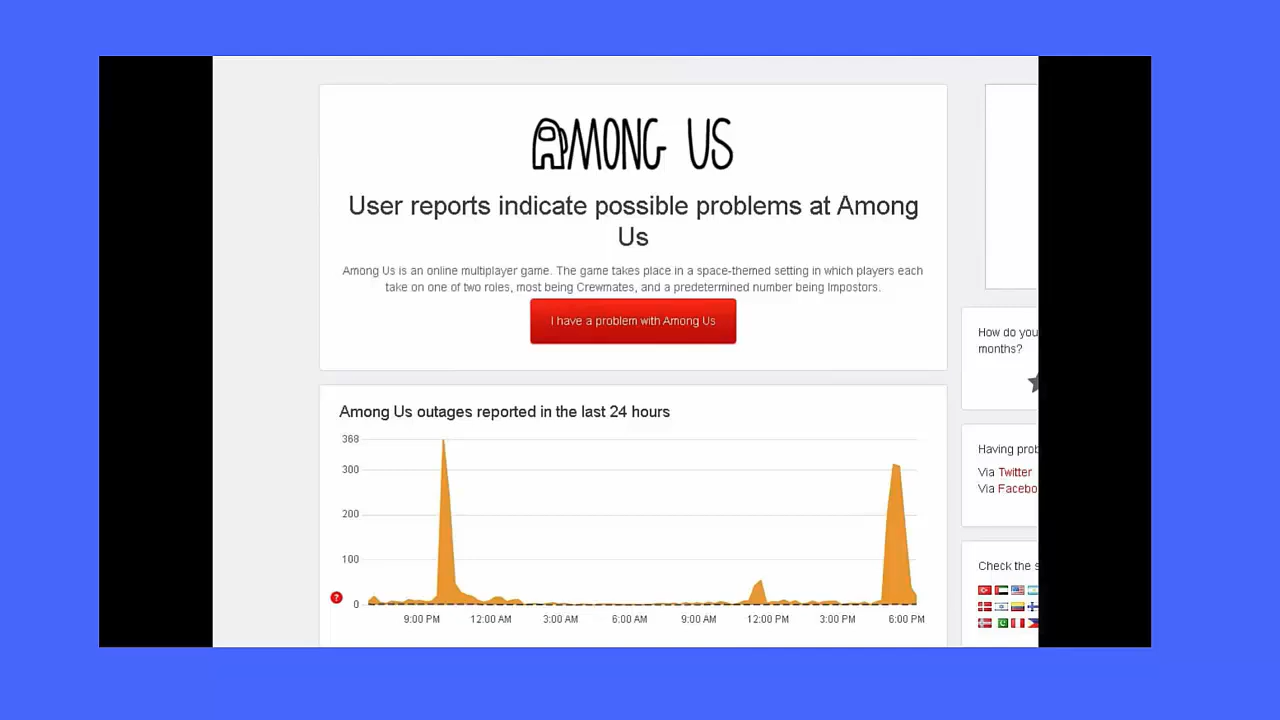 AMONG US
User reports indicate possible problems at Among
Us
Among Us is an online multiplayer game. The game takes place in a space-themed setting in which players each
take on one of two roles, most being Crewmates, and a predetermined number being Impostors.
I have a problem with Among Us
Among Us outages reported in the last 24 hours
368
300
200
100
0
?
9:00 PM 12:00 AM 3:00 AM 6:00 AM 9:00 AM 12:00 PM 3:00 PM 6:00 PM
How do you
months?
Having prob
Via Twitter
Via Facebo
Check the s